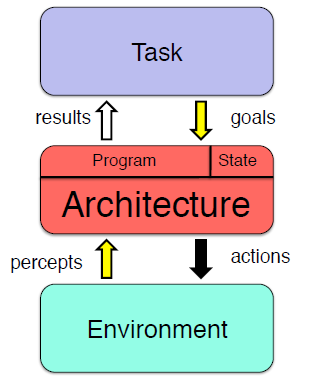 Task
results
goals
Program
State
Architecture
percepts
actions
Environment